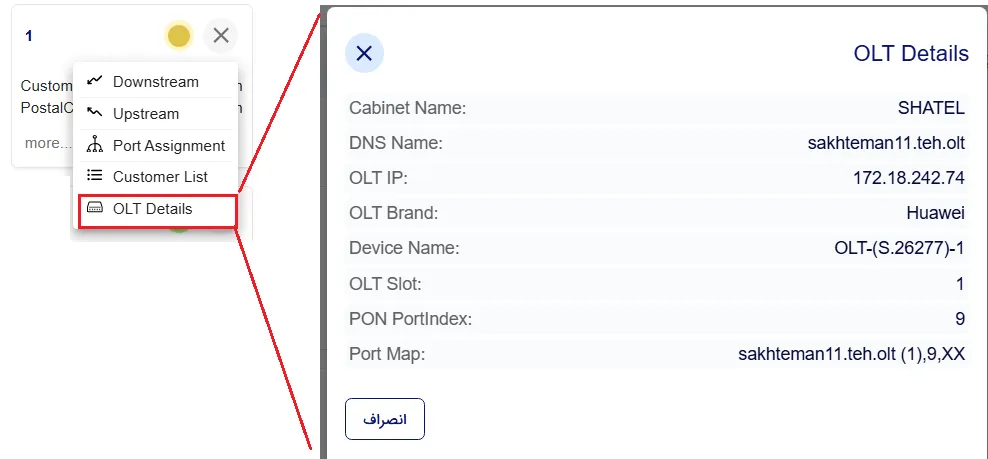 1
Downstream
Upstream
Port Assignment
more...
Customer List
OLT Details
OLT Details
Cabinet Name: SHATEL
DNS Name: sakhteman11.teh.olt
OLT IP: 172.18.242.74
OLT Brand: Huawei
Device Name: OLT-(S.26277)-1
OLT Slot: 1
PON PortIndex: 9
Port Map: sakhteman11.teh.olt (1),9,XX
انصراف